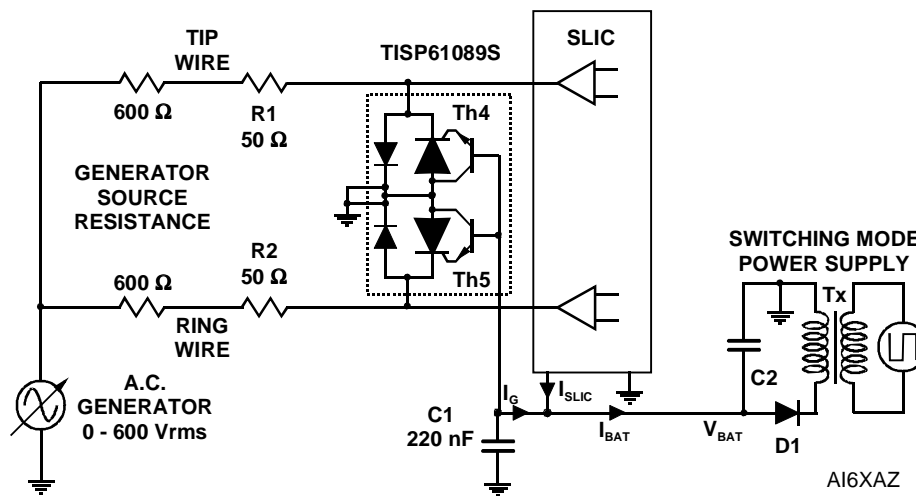 TIP
WIRE
TISP61089S
SLIC
600 Ω
R1
50 Ω
Th4
GENERATOR
SOURCE
RESISTANCE
R2
50 Ω
Th5
SWITCHING MODE
POWER SUPPLY
Tx
600 Ω
RING
WIRE
A.C.
GENERATOR
0 - 600 Vrms
C1
220 nF
IG
ISLIC
IBAT
C2
VBAT
D1
AI6XAZ